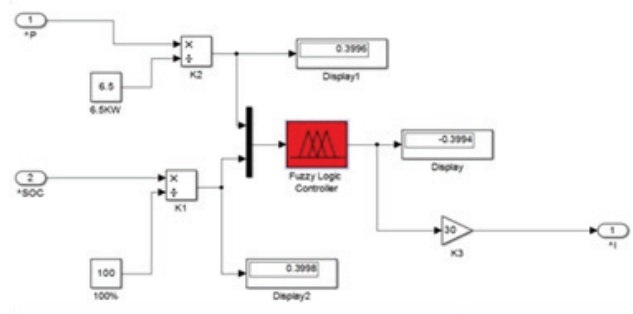 1
^P
×
÷
K2
0.3996
Display1
6.5
6.5KW
Fuzzy Logic
Controller
-0.3994
Display
2
^SOC
×
÷
K1
30
K3
1
^I
100
100%
0.3998
Display2